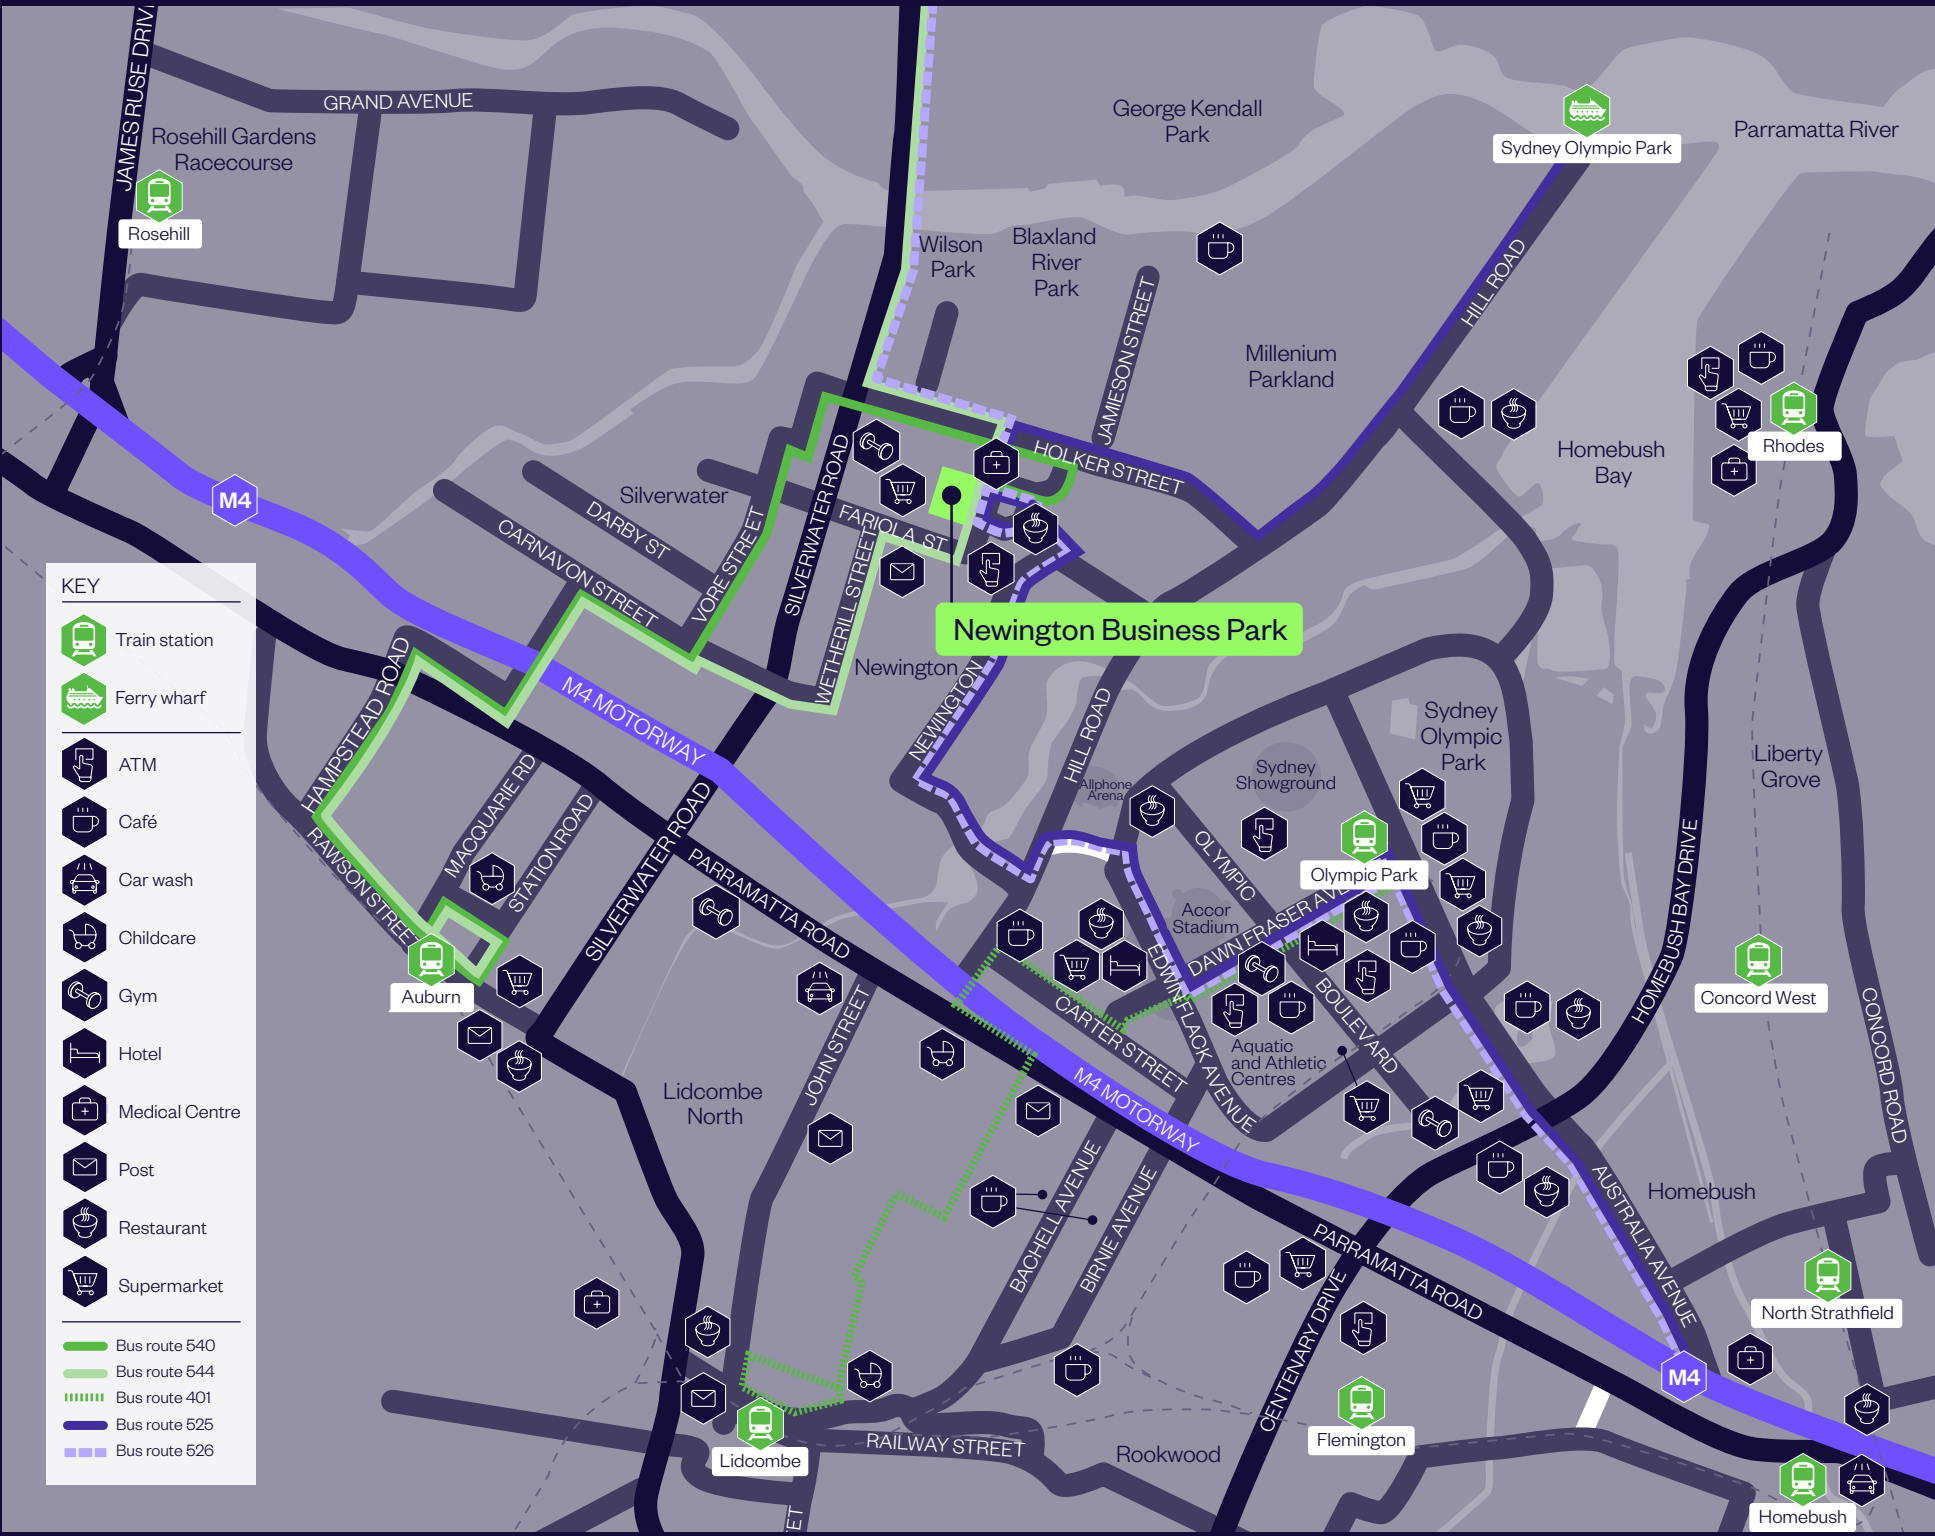 JAMES RUSE DRIV
GRAND AVENUE
Rosehill Gardens
Racecourse
Rosehill
George Kendall
Park
Sydney Olympic Park
Parramatta River
Wilson
Park
Blaxland
River
Park
HILL ROAD
JAMIESON STREET
Millenium
Parkland
Homebush
Bay
Rhodes
M4
Silverwater
DARBY ST
CARNAVON STREET
VORE STREET
SILVERWATER ROAD
FARIOLA ST
WETHERILL STREET
HOLKER STREET
Newington Business Park
Newington
NEWINGTON
HILL ROAD
M4 MOTORWAY
Allphone
Arena
Sydney
Showground
Sydney
Olympic
Park
Liberty
Grove
KEY
Train station
Ferry wharf
ATM
Café
Car wash
Childcare
Gym
Hotel
Medical Centre
Post
Restaurant
Supermarket
Bus route 540
Bus route 544
Bus route 401
Bus route 525
Bus route 526
HAMPSTEAD ROAD
RAWSON STREET
MACQUARIE RD
STATION ROAD
SILVERWATER ROAD
PARRAMATTA ROAD
Auburn
OLYMPIC
BOULEVARD
Olympic Park
DAWN FRASER AVE
Accor
Stadium
EDWIN FLACK AVENUE
CARTER STREET
Aquatic
and Athletic
Centres
HOMEBUSH BAY DRIVE
Concord West
CONCORD ROAD
Lidcombe
North
JOHN STREET
M4 MOTORWAY
BACHELL AVENUE
BIRNIE AVENUE
PARRAMATTA ROAD
CENTENARY DRIVE
AUSTRALIA AVENUE
Homebush
North Strathfield
M4
Flemington
Lidcombe
RAILWAY STREET
Rookwood
Homebush
ET